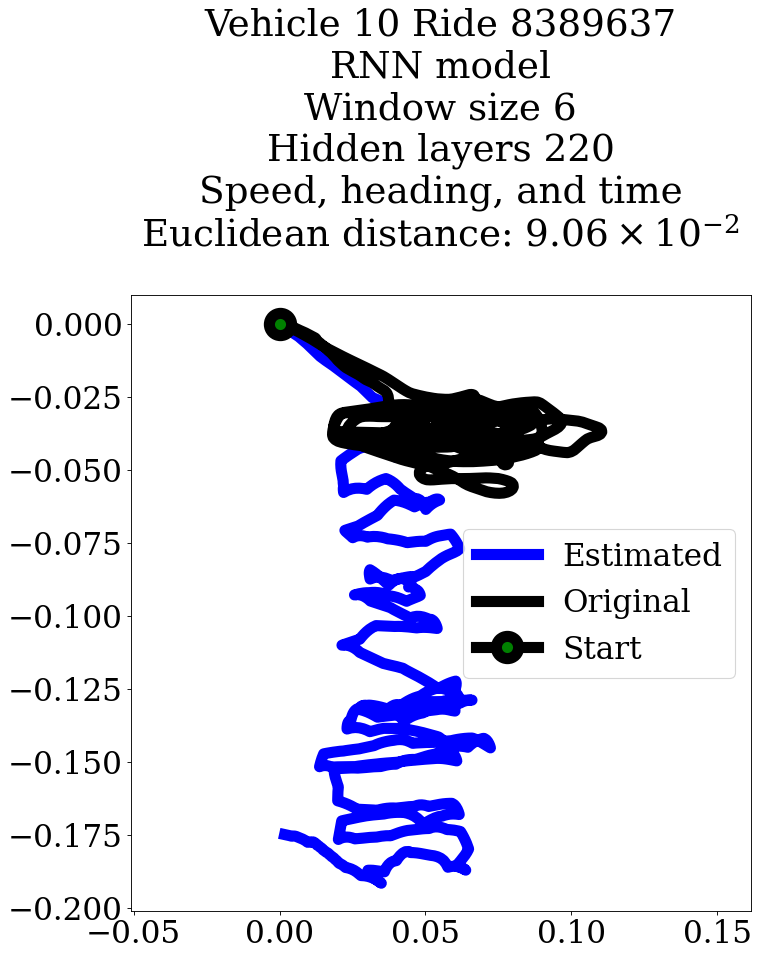 Vehicle 10 Ride 8389637
RNN model
Window size 6
Hidden layers 220
Speed, heading, and time
Euclidean distance: 9.06 × 10⁻²
0.000
−0.025
−0.050
−0.075
−0.100
−0.125
−0.150
−0.175
−0.200
Estimated
Original
Start
−0.05 0.00 0.05 0.10 0.15